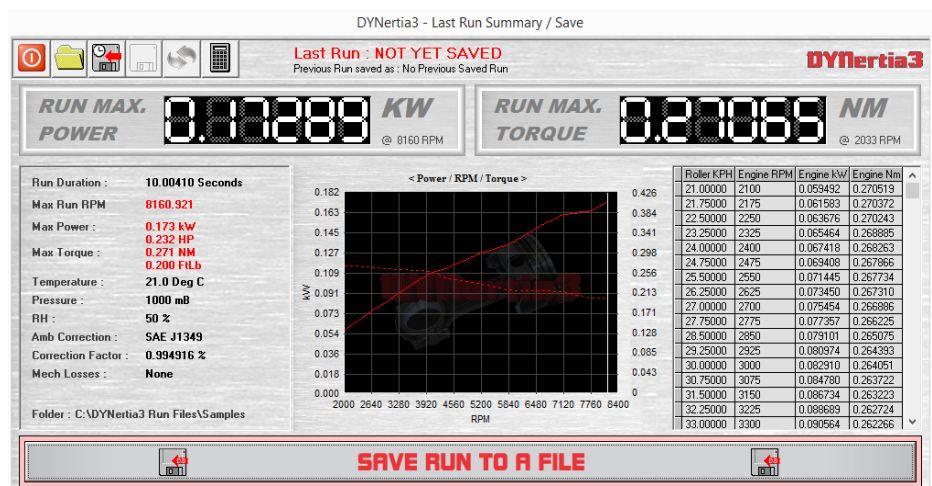 DYNertia3 - Last Run Summary / Save
Last Run : NOT YET SAVED
Previous Run saved as : No Previous Saved Run
DYNertia3
RUN MAX. POWER
0.17289 KW
@ 8160 RPM
RUN MAX. TORQUE
0.27065 NM
@ 2033 RPM
Run Duration : 10.00410 Seconds
Max Run RPM 8160.921
Max Power : 0.173 kW
0.232 HP
Max Torque : 0.271 NM
0.200 FtLb
Temperature : 21.0 Deg C
Pressure : 1000 mB
RH : 50 %
Amb Correction : SAE J1349
Correction Factor : 0.994916 %
Mech Losses : None
Folder : C:\DYNertia3 Run Files\Samples
< Power / RPM / Torque >
0.182 0.426
0.163 0.384
0.145 0.341
0.127 0.298
0.109 0.256
0.091 0.213
0.073 0.171
0.054 0.128
0.036 0.085
0.018 0.043
0.000 0
KW
2000 2640 3280 3920 4560 5200 5840 6480 7120 7760 8400
RPM
Roller KPH Engine RPM Engine kW Engine Nm
21.00000 2100 0.059492 0.270519
21.75000 2175 0.061583 0.270372
22.50000 2250 0.063676 0.270243
23.25000 2325 0.065464 0.268885
24.00000 2400 0.067418 0.268263
24.75000 2475 0.069408 0.267866
25.50000 2550 0.071445 0.267734
26.25000 2625 0.073450 0.267310
27.00000 2700 0.075454 0.266886
27.75000 2775 0.077357 0.266225
28.50000 2850 0.079101 0.265075
29.25000 2925 0.080974 0.264393
30.00000 3000 0.082910 0.264051
30.75000 3075 0.084780 0.263722
31.50000 3150 0.086734 0.263223
32.25000 3225 0.088689 0.262724
33.00000 3300 0.090564 0.262266
SAVE RUN TO A FILE